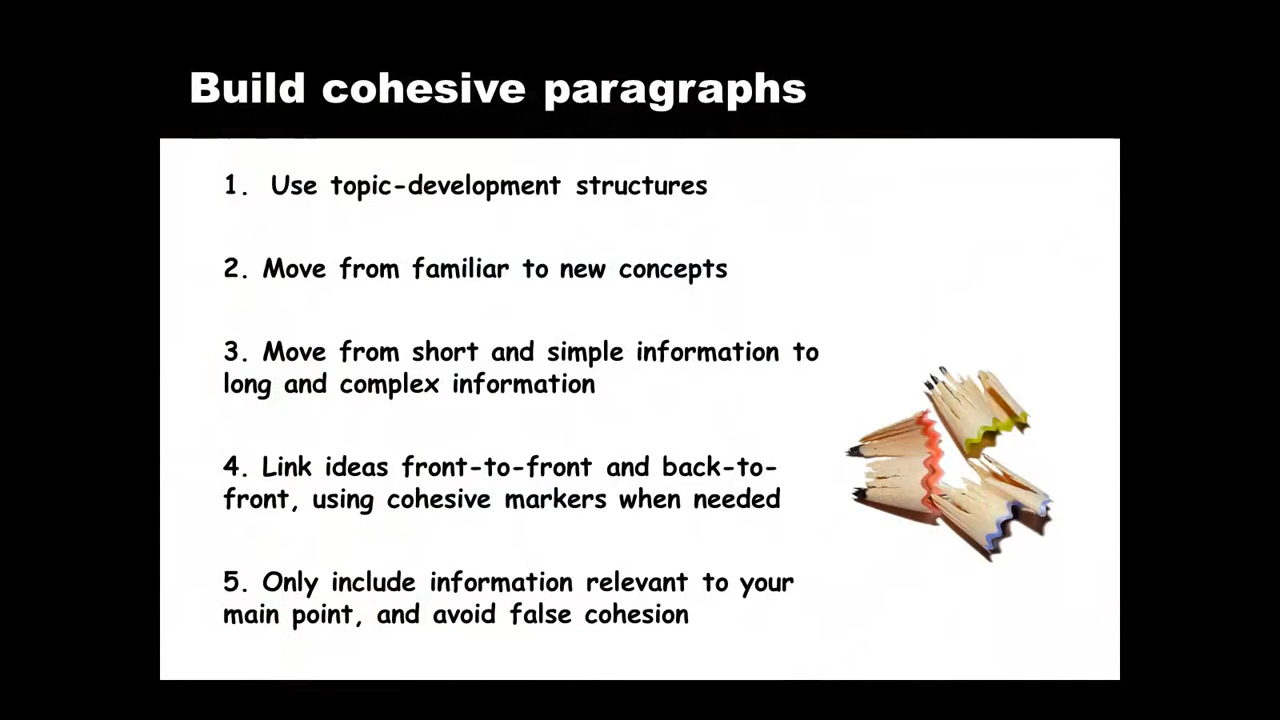 Build cohesive paragraphs
1. Use topic-development structures
2. Move from familiar to new concepts
3. Move from short and simple information to
long and complex information
4. Link ideas front-to-front and back-to-
front, using cohesive markers when needed
5. Only include information relevant to your
main point, and avoid false cohesion